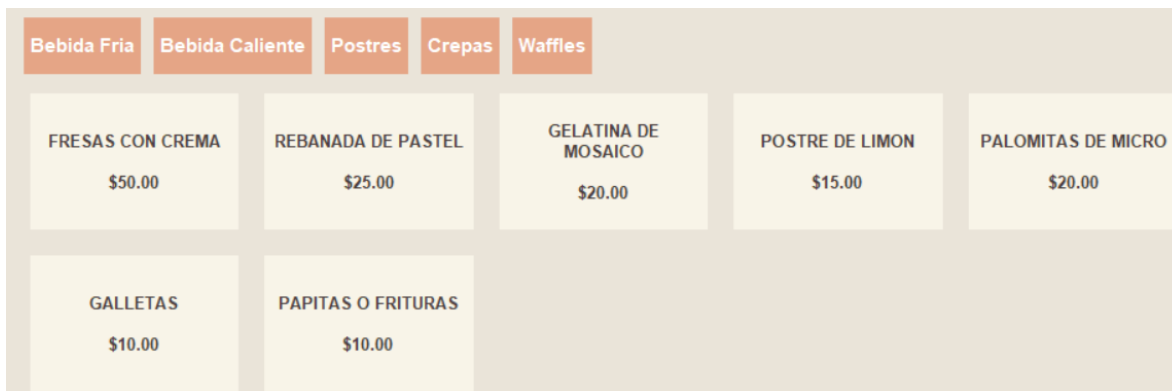 Bebida Fria
Bebida Caliente
Postres
Crepas
Waffles
FRESAS CON CREMA
$50.00
REBANADA DE PASTEL
$25.00
GELATINA DE
MOSAICO
$20.00
POSTRE DE LIMON
$15.00
PALOMITAS DE MICRO
$20.00
GALLETAS
$10.00
PAPITAS O FRITURAS
$10.00